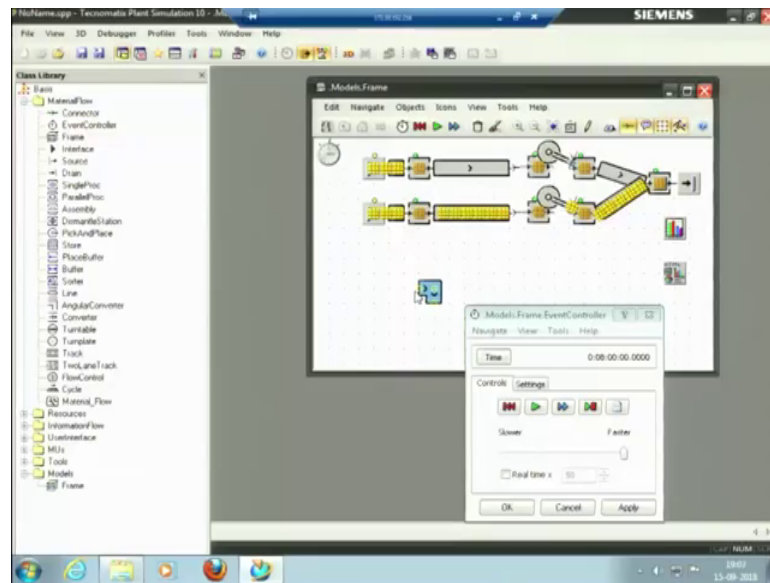 NoName.spp - Tecnomatix Plant Simulation 10 - .Mo
SIEMENS
File View 3D Debugger Profiler Tools Window Help
Class Library
Basis
MaterialFlow
Connector
EventController
Frame
Interface
Source
Drain
SingleProc
ParallelProc
Assembly
DismantleStation
PickAndPlace
Store
PlaceBuffer
Buffer
Sorter
Line
AngularConverter
Converter
Turntable
Turnplate
Track
TwoLaneTrack
FlowControl
Cycle
Material_Flow
Resources
InformationFlow
UserInterface
MUs
Tools
Models
Frame
.Models.Frame
Edit Navigate Objects Icons View Tools Help
.Models.Frame.EventController
Navigate View Tools Help
Time 0:08:00:00.0000
Controls Settings
Slower Faster
Real time x 50
OK Cancel Apply
NUM
19:07
15-09-2018